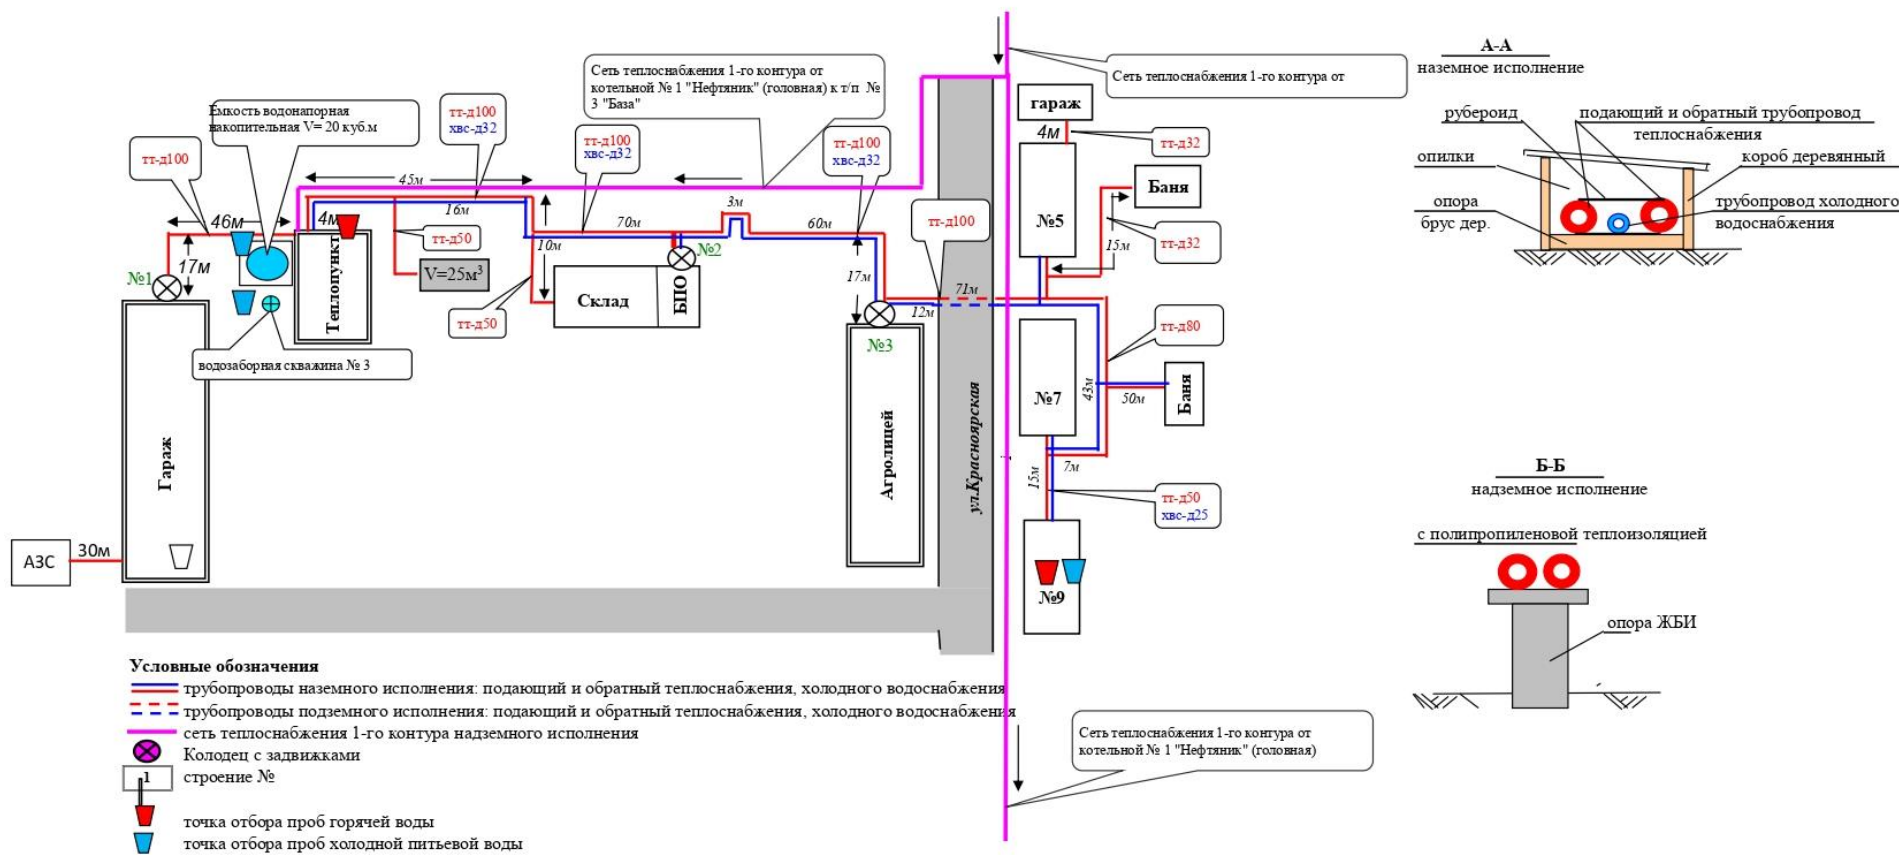 Сеть теплоснабжения 1-го контура от
котельной № 1 "Нефтяник" (головная) к т/п №
3 "База"
Сеть теплоснабжения 1-го контура от
А-А
наземное исполнение
Емкость водонапорная
накопительная V= 20 куб.м
тт-д100
хвс-д32
тт-д100
хвс-д32
тт-д100
хвс-д32
тт-д100
гараж
4м
тт-д32
рубероид
подающий и обратный трубопровод
теплоснабжения
опилки
короб деревянный
опора
брус дер.
трубопровод холодного
водоснабжения
45м
16м
46м
4м
17м
№1
тт-д50
V=25м³
10м
70м
3м
60м
№2
17м
тт-д100
71м
12м
№5
Баня
тт-д32
15м
Теплопункт
тт-д50
Склад
БПО
№3
водозаборная скважина № 3
тт-д80
№7
43м
50м
Баня
ул.Красноярская
Агролицей
Гараж
15м
7м
тт-д50
хвс-д25
№9
АЗС
30м
Б-Б
надземное исполнение
с полипропиленовой теплоизоляцией
опора ЖБИ
Условные обозначения
трубопроводы наземного исполнения: подающий и обратный теплоснабжения, холодного водоснабжения
трубопроводы подземного исполнения: подающий и обратный теплоснабжения, холодного водоснабжения
сеть теплоснабжения 1-го контура надземного исполнения
Колодец с задвижками
1
строение №
точка отбора проб горячей воды
точка отбора проб холодной питьевой воды
Сеть теплоснабжения 1-го контура от
котельной № 1 "Нефтяник" (головная)